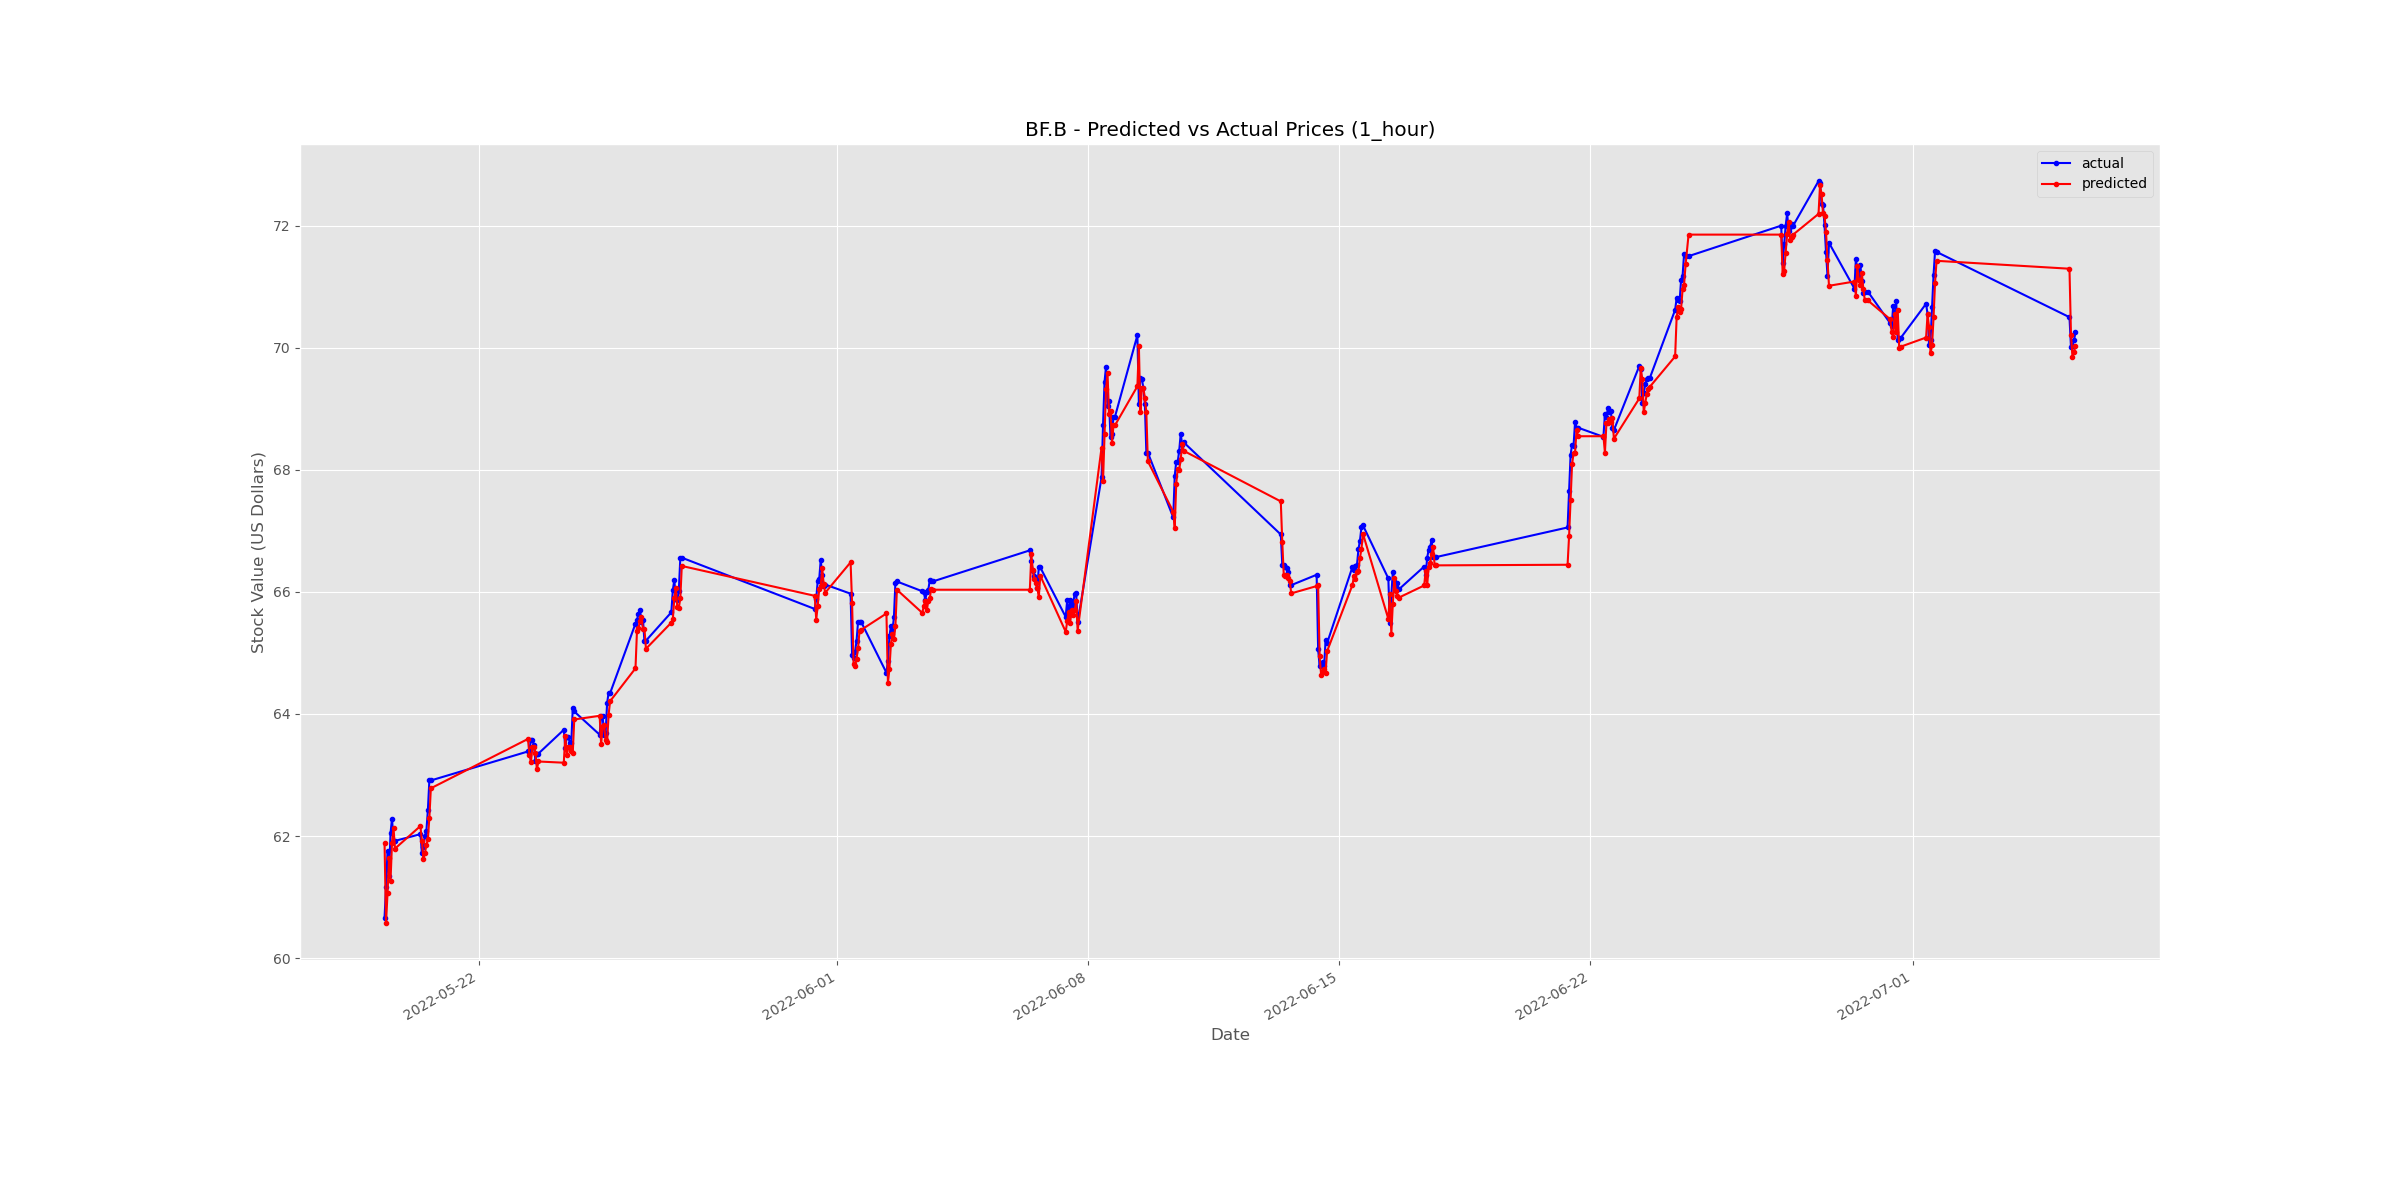 BF.B - Predicted vs Actual Prices (1_hour)
actual
predicted
72
70
68
66
64
62
60
Stock Value (US Dollars)
2022-05-22
2022-06-01
2022-06-08
2022-06-15
2022-06-22
2022-07-01
Date